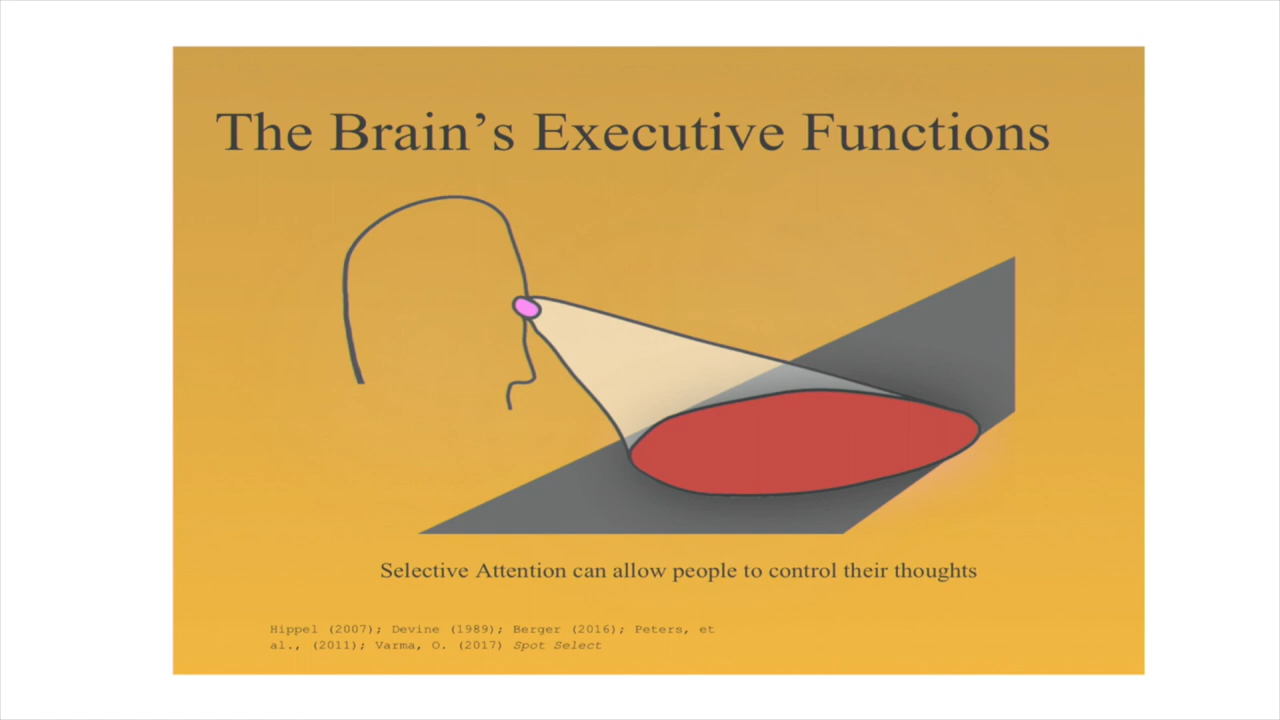 The Brain’s Executive Functions
Selective Attention can allow people to control their thoughts
Hippel (2007); Devine (1989); Berger (2016); Peters, et
al., (2011); Varma, O. (2017) Spot Select